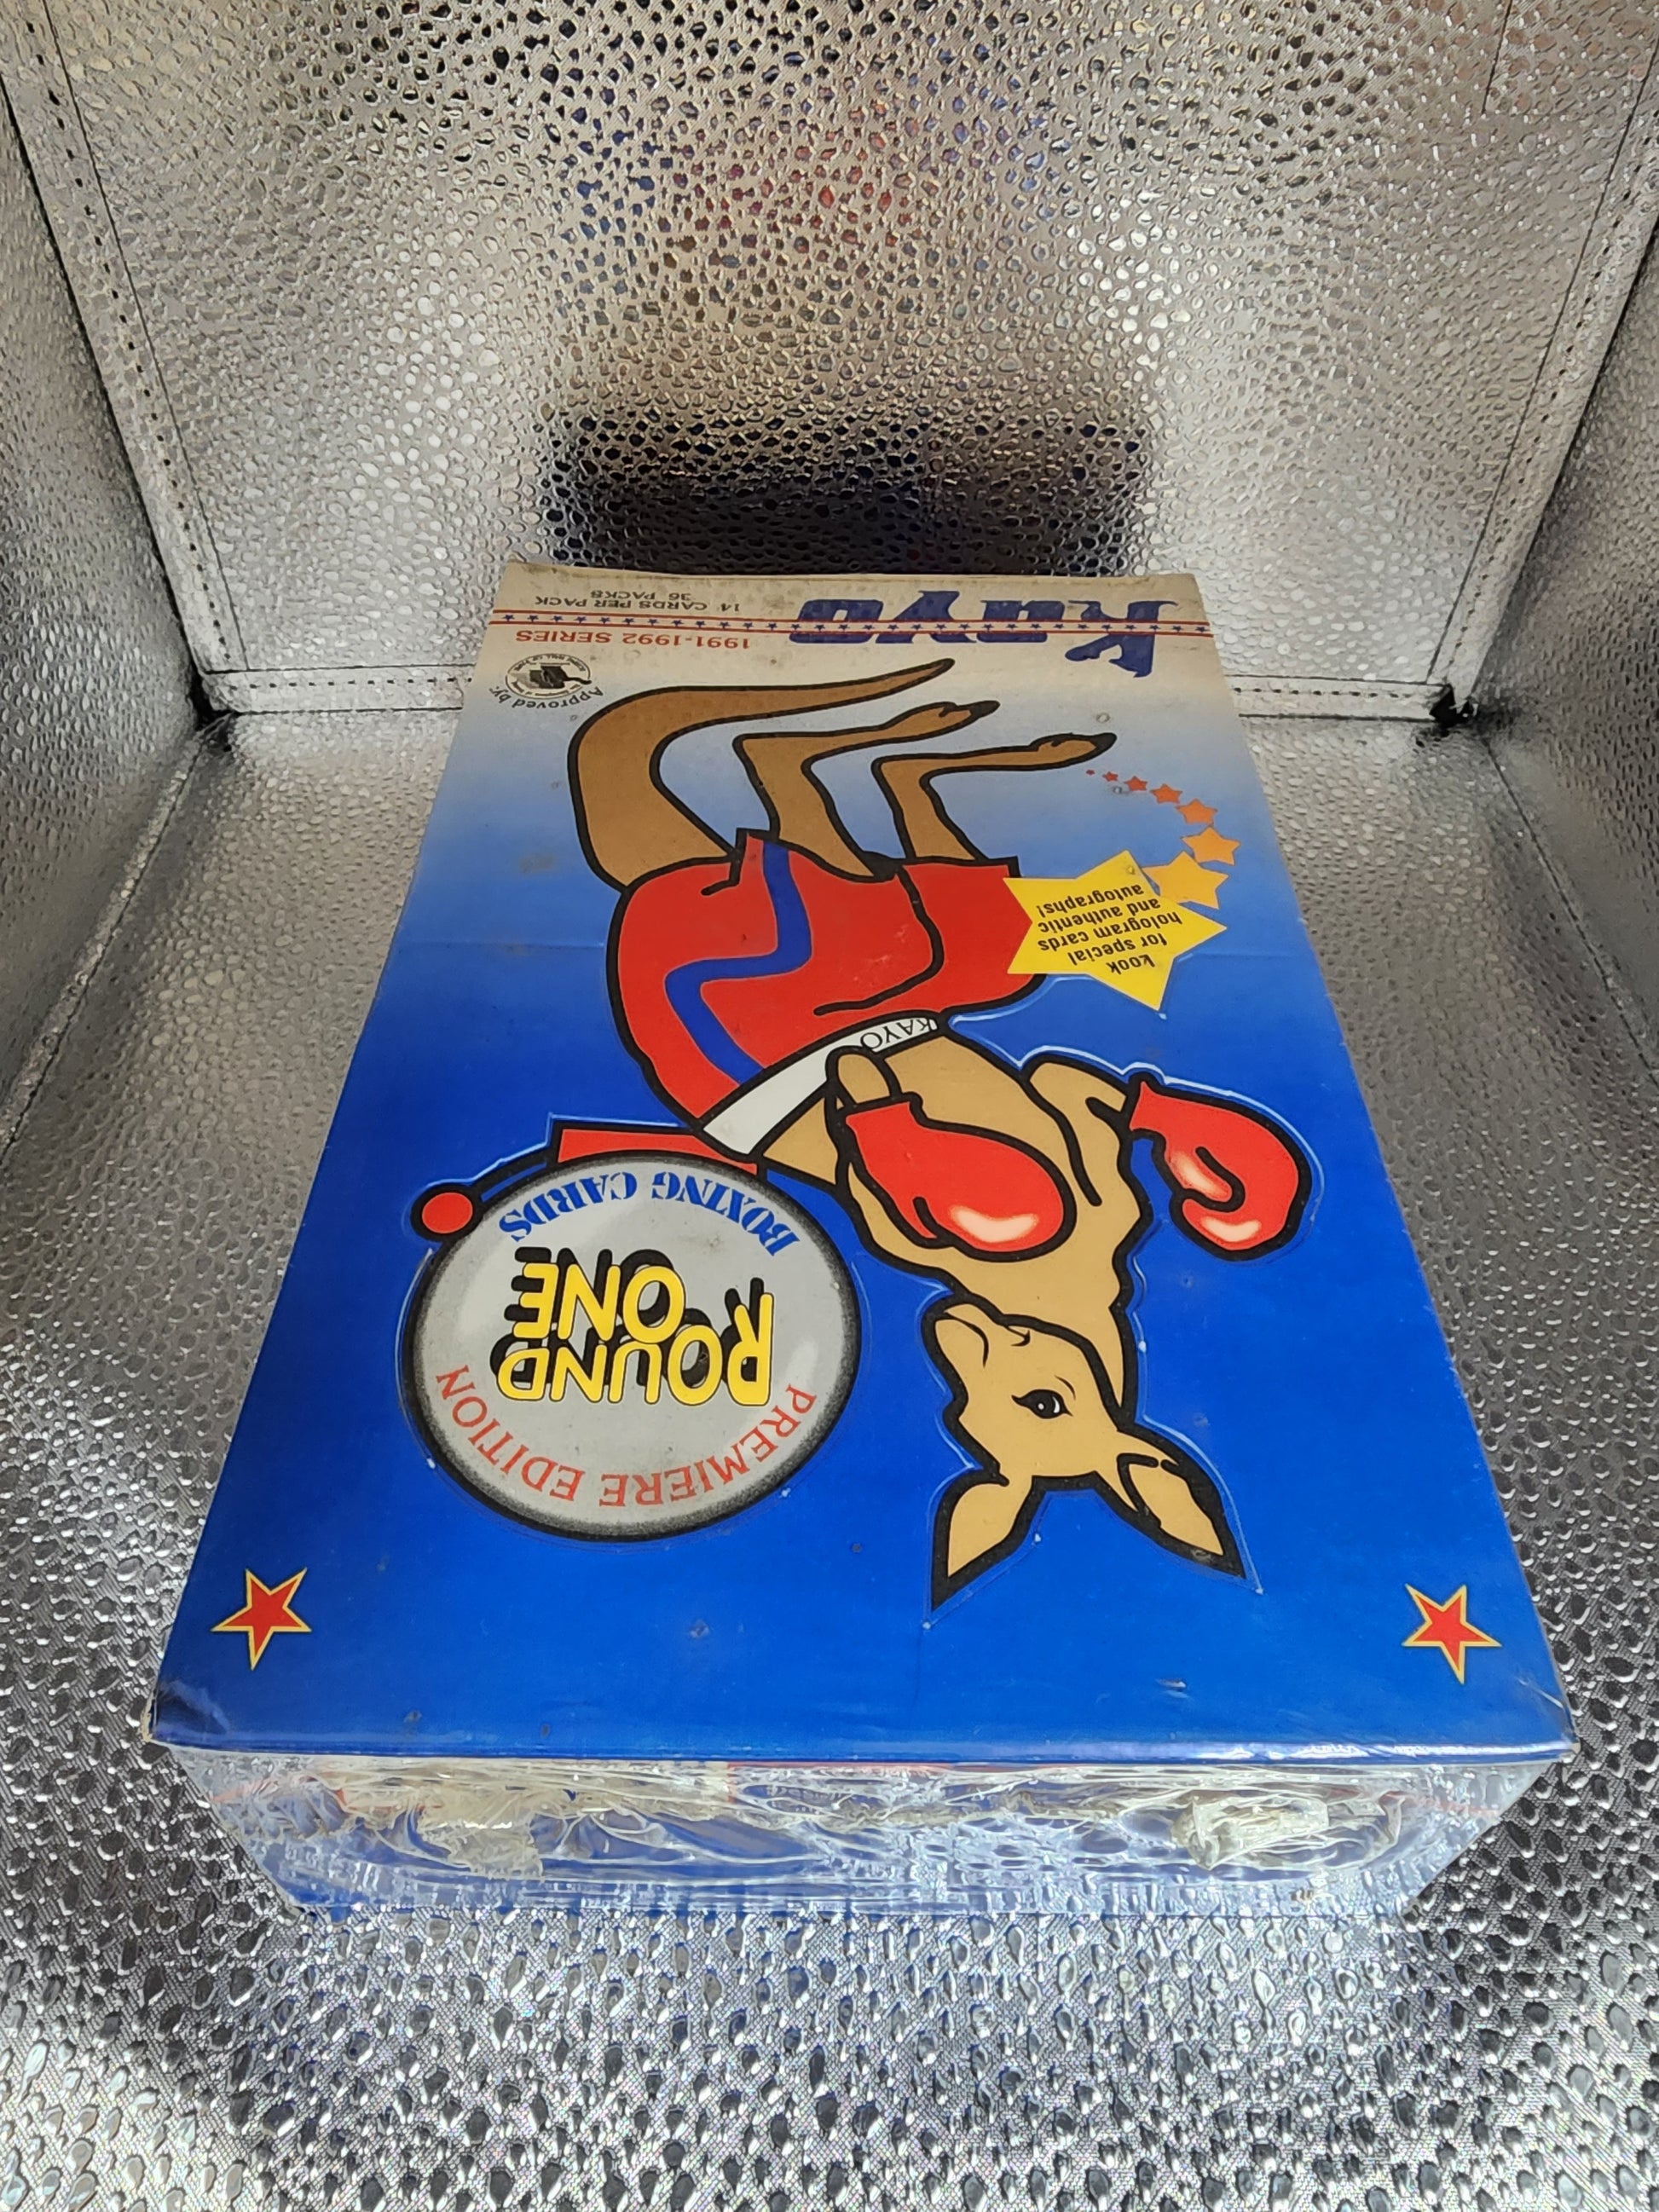 PREMIERE EDITION
ROUND
ONE
BOXING CARDS
KAYO
Look
for special
hologram cards
and authentic
autographs!
Approved by:
Kayo
1991-1992 SERIES
14 CARDS PER PACK
36 PACKS